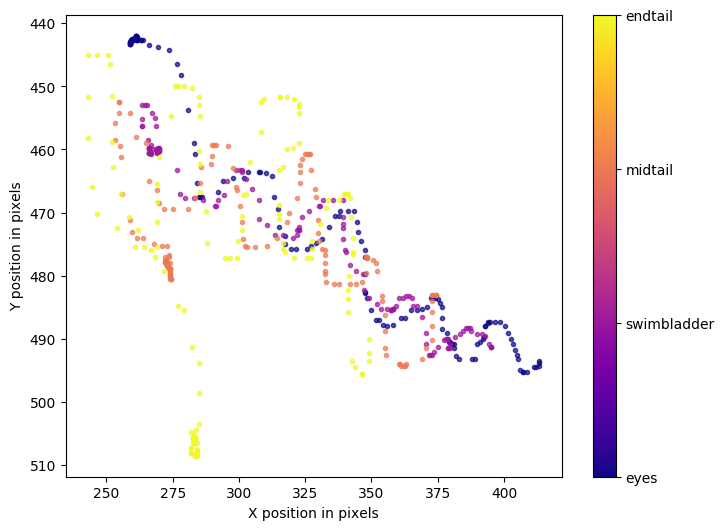 440
450
460
470
480
490
500
510
Y position in pixels
250
275
300
325
350
375
400
X position in pixels
endtail
midtail
swimbladder
eyes